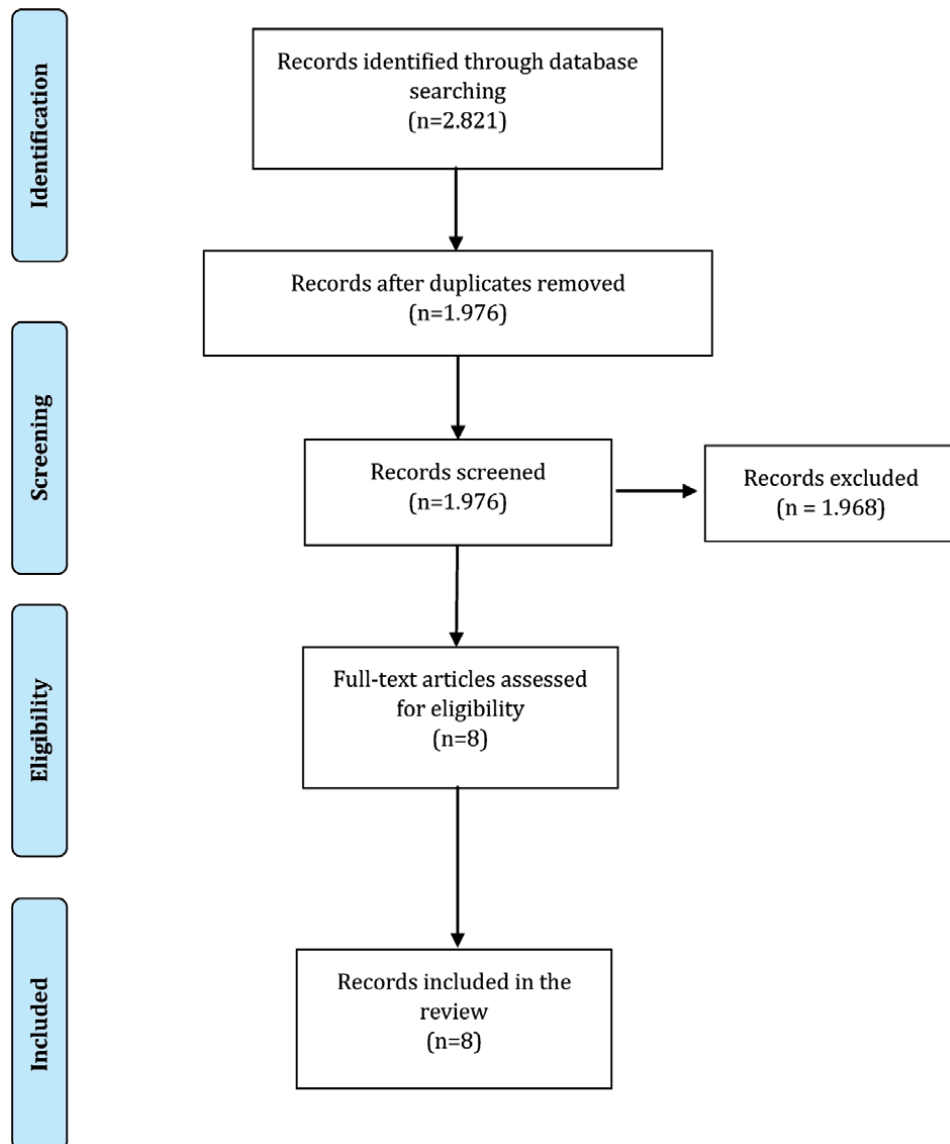 Identification
Records identified through database
searching
(n=2.821)
Records after duplicates removed
(n=1.976)
Screening
Records screened
(n=1.976)
Records excluded
(n = 1.968)
Eligibility
Full-text articles assessed
for eligibility
(n=8)
Included
Records included in the
review
(n=8)